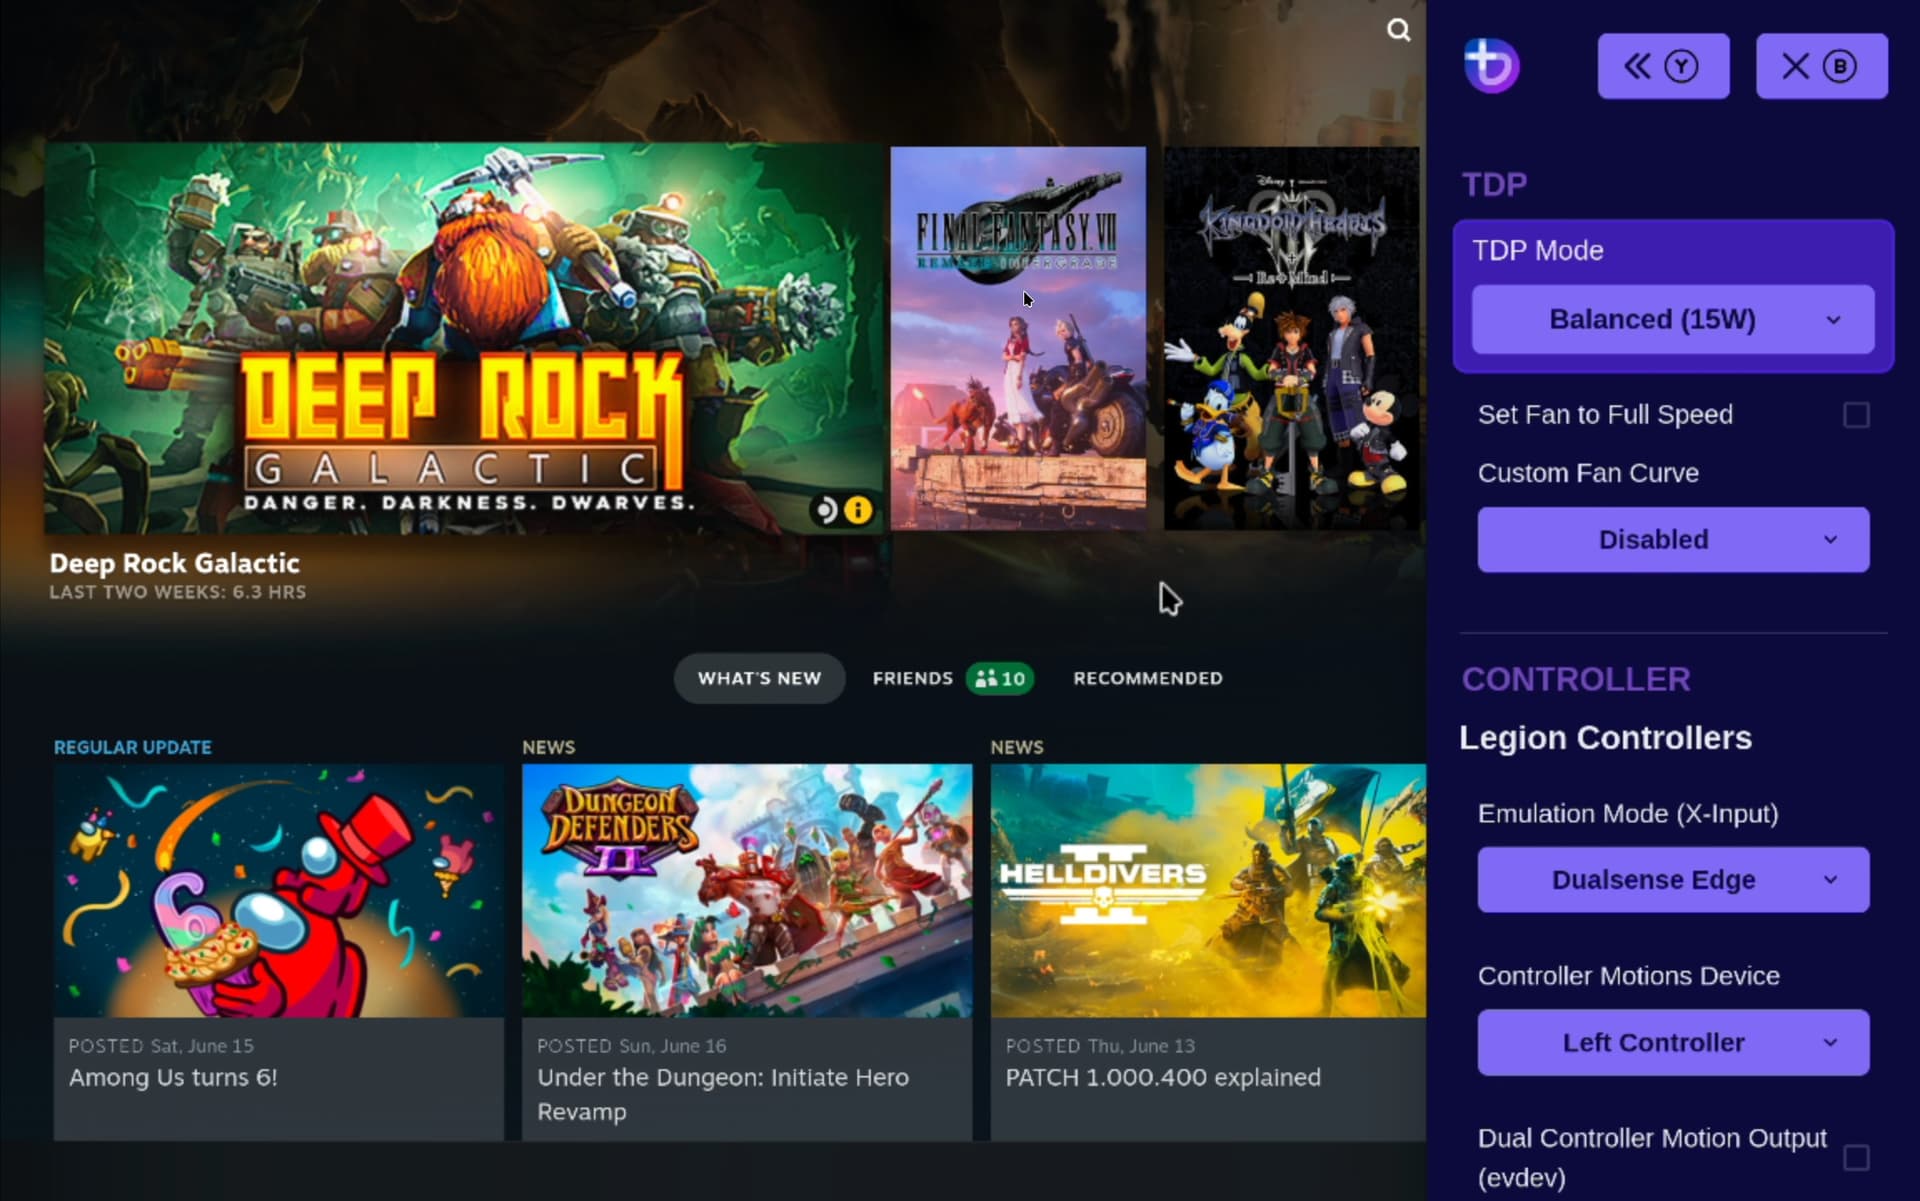 Y
B
TDP
TDP Mode
Balanced (15W)
Set Fan to Full Speed
Custom Fan Curve
Disabled
CONTROLLER
Legion Controllers
Emulation Mode (X-Input)
Dualsense Edge
Controller Motions Device
Left Controller
Dual Controller Motion Output
(evdev)
DEEP ROCK
GALACTIC
DANGER. DARKNESS. DWARVES.
FINAL FANTASY VII
REMAKE INTERGRADE
Disney
KINGDOM HEARTS
III
Re Mind
Deep Rock Galactic
LAST TWO WEEKS: 6.3 HRS
WHAT'S NEW
FRIENDS
10
RECOMMENDED
REGULAR UPDATE
6
POSTED Sat, June 15
Among Us turns 6!
NEWS
DUNGEON
DEFENDERS
II
POSTED Sun, June 16
Under the Dungeon: Initiate Hero
Revamp
NEWS
HELLDIVERS
II
POSTED Thu, June 13
PATCH 1.000.400 explained